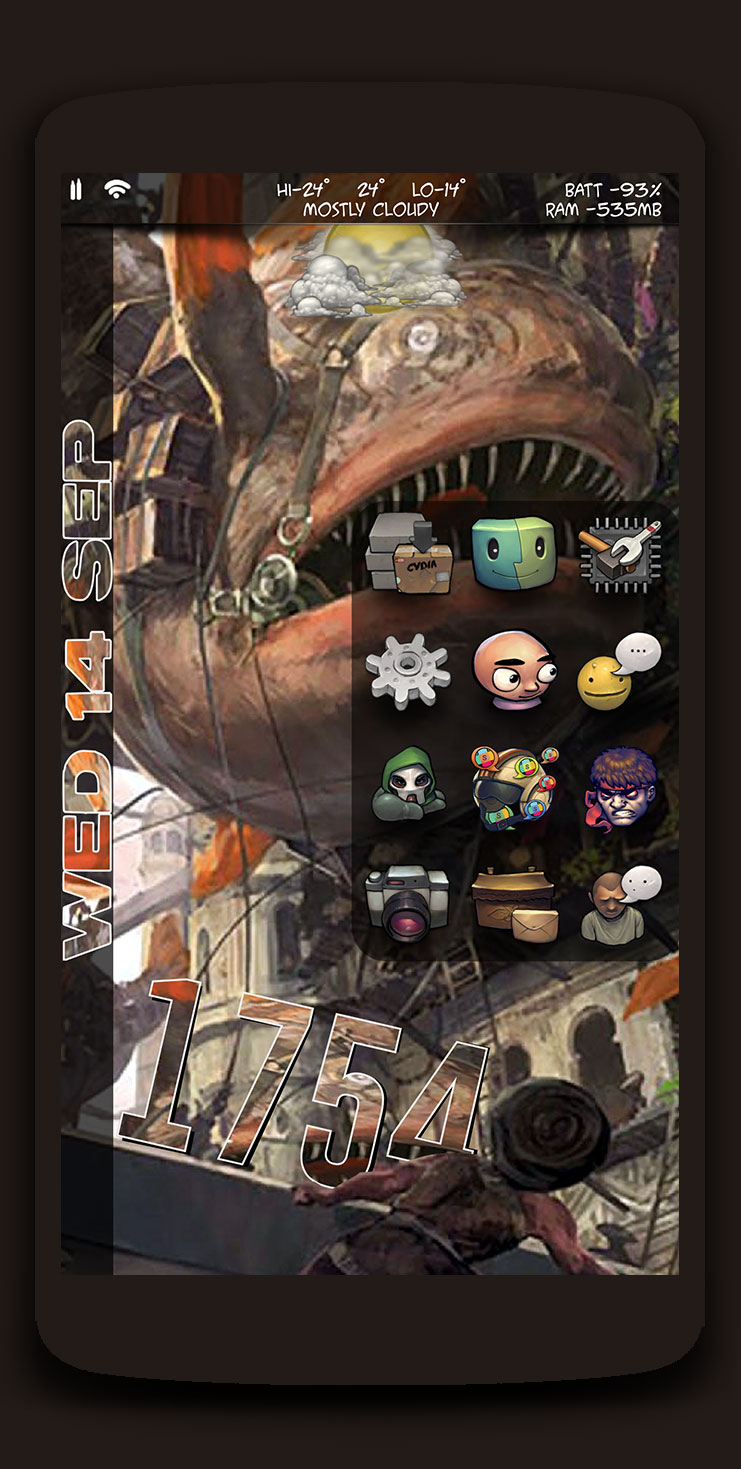 HI-24° 24° LO-14°
MOSTLY CLOUDY
BATT -93%
RAM -535MB
WED 14 SEP
CYDIA
...
1754